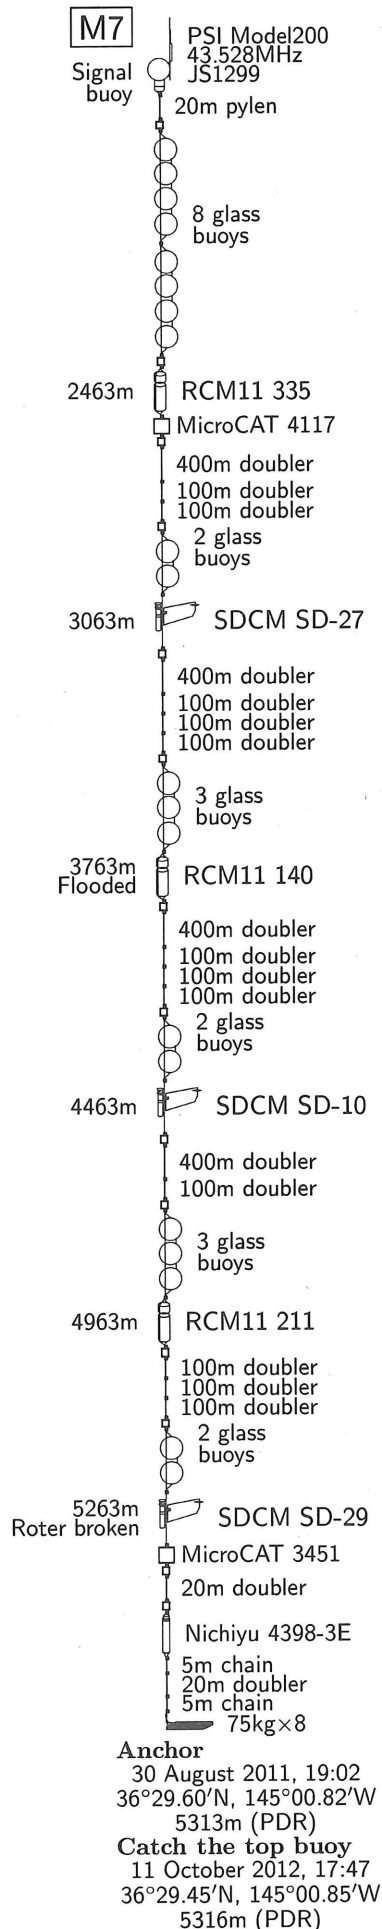 M7
PSI Model200
43.528MHz
JS1299
Signal
buoy
20m pylen
8 glass
buoys
2463m
RCM11 335
MicroCAT 4117
400m doubler
100m doubler
100m doubler
2 glass
buoys
3063m
SDCM SD-27
400m doubler
100m doubler
100m doubler
100m doubler
3 glass
buoys
3763m
Flooded
RCM11 140
400m doubler
100m doubler
100m doubler
100m doubler
2 glass
buoys
4463m
SDCM SD-10
400m doubler
100m doubler
3 glass
buoys
4963m
RCM11 211
100m doubler
100m doubler
100m doubler
2 glass
buoys
5263m
Roter broken
SDCM SD-29
MicroCAT 3451
20m doubler
Nichiyu 4398-3E
5m chain
20m doubler
5m chain
75kg×8
Anchor
30 August 2011, 19:02
36°29.60′N, 145°00.82′W
5313m (PDR)
Catch the top buoy
11 October 2012, 17:47
36°29.45′N, 145°00.85′W
5316m (PDR)